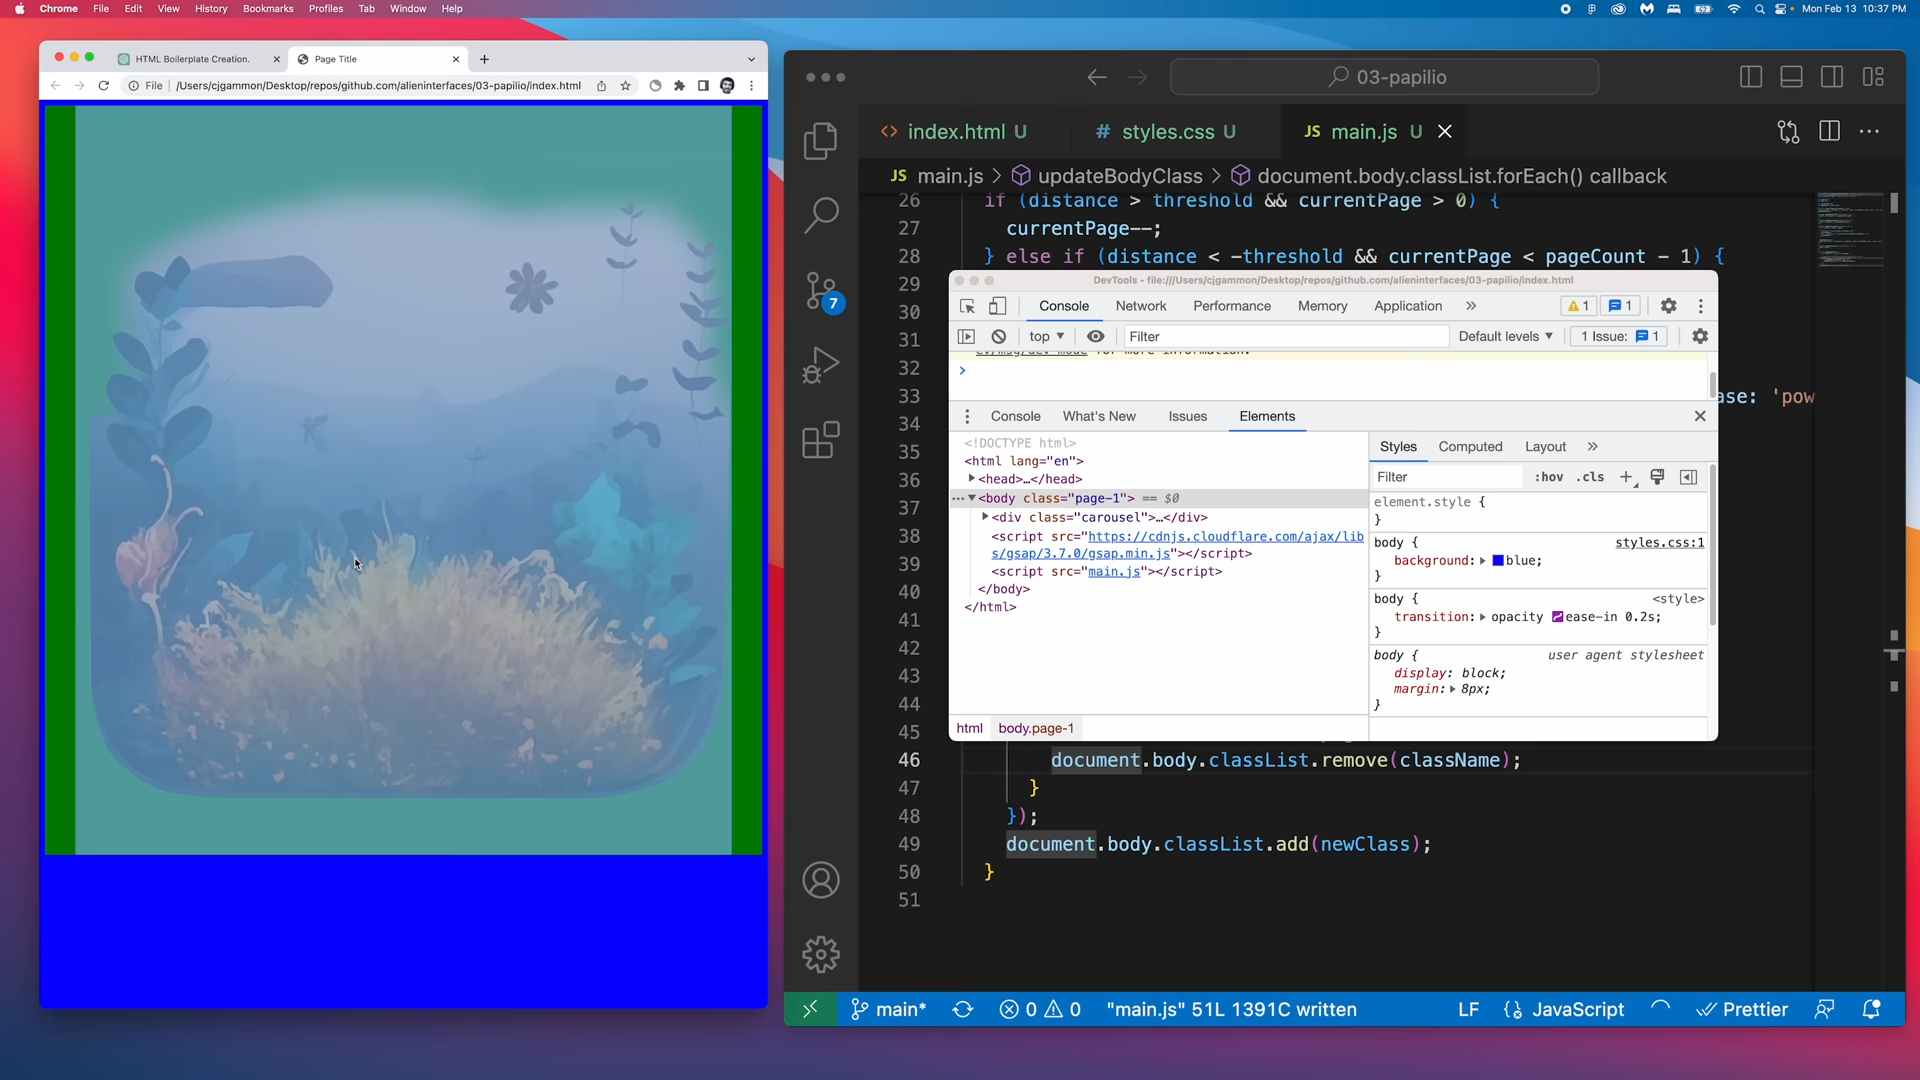 Chrome File Edit View History Bookmarks Profiles Tab Window Help
Mon Feb 13 10:37 PM
HTML Boilerplate Creation.
Page Title
File | /Users/cjgammon/Desktop/repos/github.com/alieninterfaces/03-papilio/index.html
03-papilio
<> index.html U
# styles.css U
JS main.js U
JS main.js > updateBodyClass > document.body.classList.forEach() callback
26 if (distance > threshold && currentPage > 0) {
27 currentPage--;
28 } else if (distance < -threshold && currentPage < pageCount - 1) {
29
30
31
32
33 ase: 'pow
34
35
36
37
38
39
40
41
42
43
44
45
46 document.body.classList.remove(className);
47 }
48 });
49 document.body.classList.add(newClass);
50 }
51
7
DevTools - file:///Users/cjgammon/Desktop/repos/github.com/alieninterfaces/03-papilio/index.html
Console Network Performance Memory Application » 1 1
top Filter Default levels 1 Issue: 1
for more information.
>
Console What's New Issues Elements
<!DOCTYPE html>
<html lang="en">
<head>…</head>
<body class="page-1"> == $0
<div class="carousel">…</div>
<script src="https://cdnjs.cloudflare.com/ajax/lib
s/gsap/3.7.0/gsap.min.js"></script>
<script src="main.js"></script>
</body>
</html>
html body.page-1
Styles Computed Layout »
Filter :hov .cls +
element.style {
}
body { styles.css:1
background: blue;
}
body { <style>
transition: opacity ease-in 0.2s;
}
body { user agent stylesheet
display: block;
margin: 8px;
}
main* 0 0 "main.js" 51L 1391C written LF {} JavaScript Prettier